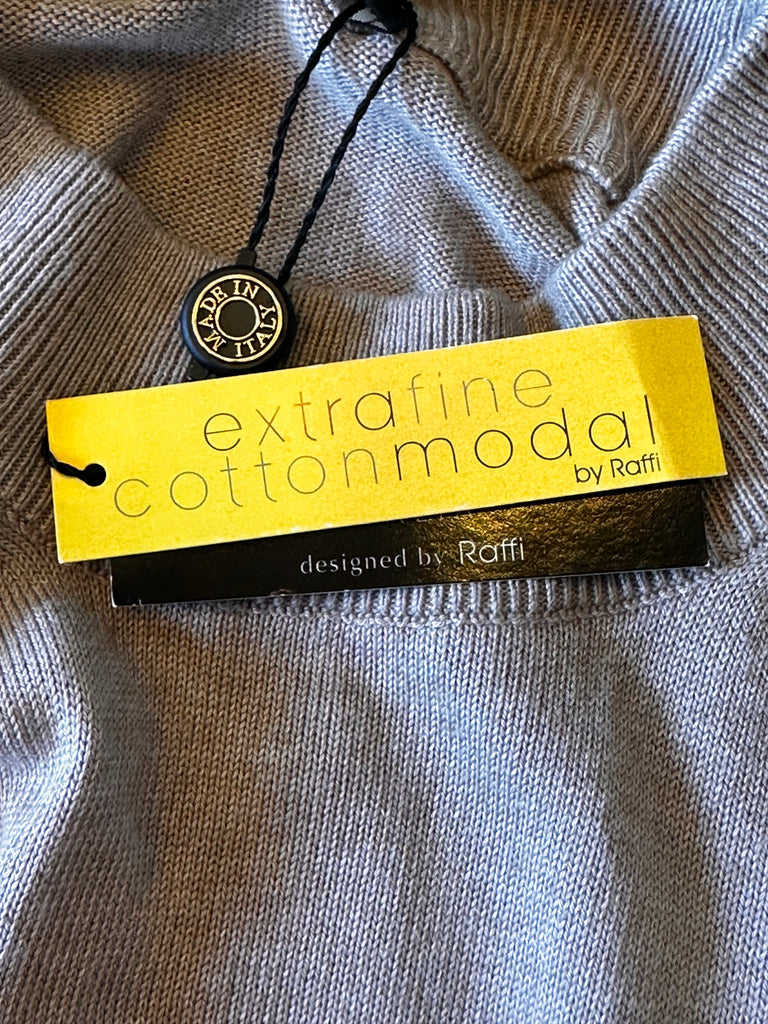 MADE IN ITALY
extrafine
cottonmodal
by Raffi
designed by Raffi